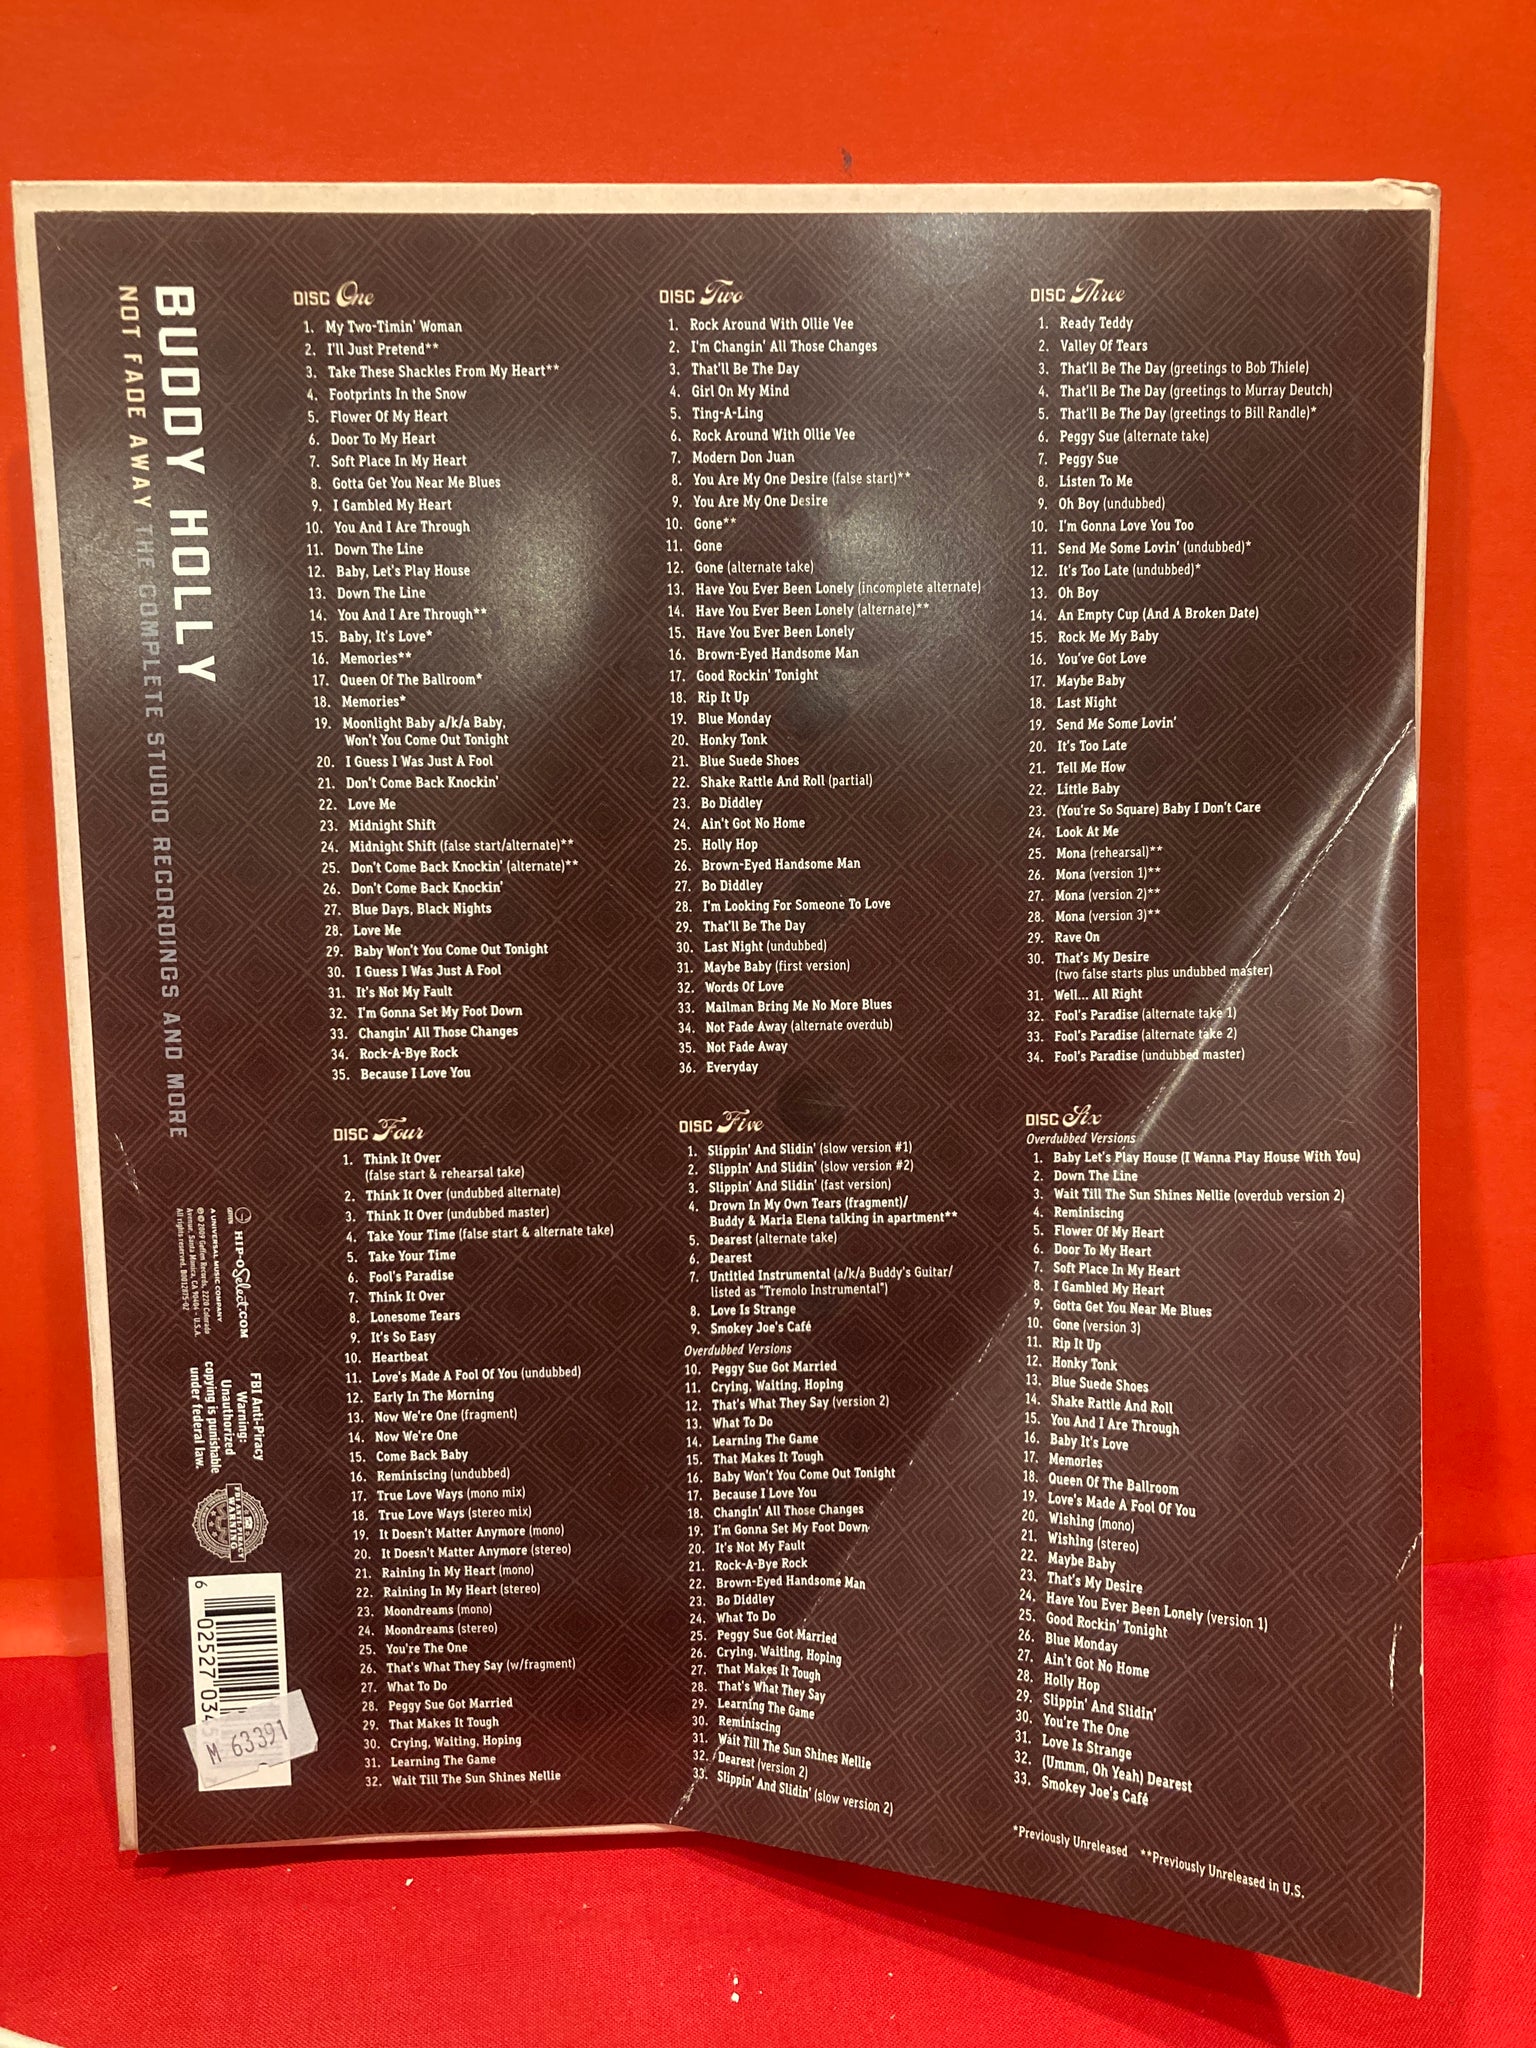 BUDDY HOLLY
NOT FADE AWAY THE COMPLETE STUDIO RECORDINGS AND MORE
DISC One
1. My Two-Timin' Woman
2. I'll Just Pretend**
3. Take These Shackles From My Heart**
4. Footprints In the Snow
5. Flower Of My Heart
6. Door To My Heart
7. Soft Place In My Heart
8. Gotta Get You Near Me Blues
9. I Gambled My Heart
10. You And I Are Through
11. Down The Line
12. Baby, Let's Play House
13. Down The Line
14. You And I Are Through**
15. Baby, It's Love*
16. Memories**
17. Queen Of The Ballroom*
18. Memories*
19. Moonlight Baby a/k/a Baby,
Won't You Come Out Tonight
20. I Guess I Was Just A Fool
21. Don't Come Back Knockin'
22. Love Me
23. Midnight Shift
24. Midnight Shift (false start/alternate)**
25. Don't Come Back Knockin' (alternate)**
26. Don't Come Back Knockin'
27. Blue Days, Black Nights
28. Love Me
29. Baby Won't You Come Out Tonight
30. I Guess I Was Just A Fool
31. It's Not My Fault
32. I'm Gonna Set My Foot Down
33. Changin' All Those Changes
34. Rock-A-Bye Rock
35. Because I Love You
DISC Two
1. Rock Around With Ollie Vee
2. I'm Changin' All Those Changes
3. That'll Be The Day
4. Girl On My Mind
5. Ting-A-Ling
6. Rock Around With Ollie Vee
7. Modern Don Juan
8. You Are My One Desire (false start)**
9. You Are My One Desire
10. Gone**
11. Gone
12. Gone (alternate take)
13. Have You Ever Been Lonely (incomplete alternate)
14. Have You Ever Been Lonely (alternate)**
15. Have You Ever Been Lonely
16. Brown-Eyed Handsome Man
17. Good Rockin' Tonight
18. Rip It Up
19. Blue Monday
20. Honky Tonk
21. Blue Suede Shoes
22. Shake Rattle And Roll (partial)
23. Bo Diddley
24. Ain't Got No Home
25. Holly Hop
26. Brown-Eyed Handsome Man
27. Bo Diddley
28. I'm Looking For Someone To Love
29. That'll Be The Day
30. Last Night (undubbed)
31. Maybe Baby (first version)
32. Words Of Love
33. Mailman Bring Me No More Blues
34. Not Fade Away (alternate overdub)
35. Not Fade Away
36. Everyday
DISC Three
1. Ready Teddy
2. Valley Of Tears
3. That'll Be The Day (greetings to Bob Thiele)
4. That'll Be The Day (greetings to Murray Deutch)
5. That'll Be The Day (greetings to Bill Randle)*
6. Peggy Sue (alternate take)
7. Peggy Sue
8. Listen To Me
9. Oh Boy (undubbed)
10. I'm Gonna Love You Too
11. Send Me Some Lovin' (undubbed)*
12. It's Too Late (undubbed)*
13. Oh Boy
14. An Empty Cup (And A Broken Date)
15. Rock Me My Baby
16. You've Got Love
17. Maybe Baby
18. Last Night
19. Send Me Some Lovin'
20. It's Too Late
21. Tell Me How
22. Little Baby
23. (You're So Square) Baby I Don't Care
24. Look At Me
25. Mona (rehearsal)**
26. Mona (version 1)**
27. Mona (version 2)**
28. Mona (version 3)**
29. Rave On
30. That's My Desire
(two false starts plus undubbed master)
31. Well... All Right
32. Fool's Paradise (alternate take 1)
33. Fool's Paradise (alternate take 2)
34. Fool's Paradise (undubbed master)
DISC Four
1. Think It Over
(false start & rehearsal take)
2. Think It Over (undubbed alternate)
3. Think It Over (undubbed master)
4. Take Your Time (false start & alternate take)
5. Take Your Time
6. Fool's Paradise
7. Think It Over
8. Lonesome Tears
9. It's So Easy
10. Heartbeat
11. Love's Made A Fool Of You (undubbed)
12. Early In The Morning
13. Now We're One (fragment)
14. Now We're One
15. Come Back Baby
16. Reminiscing (undubbed)
17. True Love Ways (mono mix)
18. True Love Ways (stereo mix)
19. It Doesn't Matter Anymore (mono)
20. It Doesn't Matter Anymore (stereo)
21. Raining In My Heart (mono)
22. Raining In My Heart (stereo)
23. Moondreams (mono)
24. Moondreams (stereo)
25. You're The One
26. That's What They Say (w/fragment)
27. What To Do
28. Peggy Sue Got Married
29. That Makes It Tough
30. Crying, Waiting, Hoping
31. Learning The Game
32. Wait Till The Sun Shines Nellie
DISC Five
1. Slippin' And Slidin' (slow version #1)
2. Slippin' And Slidin' (slow version #2)
3. Slippin' And Slidin' (fast version)
4. Drown In My Own Tears (fragment)/
Buddy & Maria Elena talking in apartment**
5. Dearest (alternate take)
6. Dearest
7. Untitled Instrumental (a/k/a Buddy's Guitar/
listed as "Tremolo Instrumental")
8. Love Is Strange
9. Smokey Joe's Café
Overdubbed Versions
10. Peggy Sue Got Married
11. Crying, Waiting, Hoping
12. That's What They Say (version 2)
13. What To Do
14. Learning The Game
15. That Makes It Tough
16. Baby Won't You Come Out Tonight
17. Because I Love You
18. Changin' All Those Changes
19. I'm Gonna Set My Foot Down
20. It's Not My Fault
21. Rock-A-Bye Rock
22. Brown-Eyed Handsome Man
23. Bo Diddley
24. What To Do
25. Peggy Sue Got Married
26. Crying, Waiting, Hoping
27. That Makes It Tough
28. That's What They Say
29. Learning The Game
30. Reminiscing
31. Wait Till The Sun Shines Nellie
32. Dearest (version 2)
33. Slippin' And Slidin' (slow version 2)
DISC Six
Overdubbed Versions
1. Baby Let's Play House (I Wanna Play House With You)
2. Down The Line
3. Wait Till The Sun Shines Nellie (overdub version 2)
4. Reminiscing
5. Flower Of My Heart
6. Door To My Heart
7. Soft Place In My Heart
8. I Gambled My Heart
9. Gotta Get You Near Me Blues
10. Gone (version 3)
11. Rip It Up
12. Honky Tonk
13. Blue Suede Shoes
14. Shake Rattle And Roll
15. You And I Are Through
16. Baby It's Love
17. Memories
18. Queen Of The Ballroom
19. Love's Made A Fool Of You
20. Wishing (mono)
21. Wishing (stereo)
22. Maybe Baby
23. That's My Desire
24. Have You Ever Been Lonely (version 1)
25. Good Rockin' Tonight
26. Blue Monday
27. Ain't Got No Home
28. Holly Hop
29. Slippin' And Slidin'
30. You're The One
31. Love Is Strange
32. (Ummm, Oh Yeah) Dearest
33. Smokey Joe's Café
*Previously Unreleased **Previously Unreleased in U.S.
GEFFEN
HIP-O Select.COM
A UNIVERSAL MUSIC COMPANY
℗© 2009 Geffen Records, 2220 Colorado
Avenue, Santa Monica, CA 90404 - U.S.A.
All rights reserved. B0012875-02
FBI Anti-Piracy
Warning:
Unauthorized
copying is punishable
under federal law.
FBI ANTI-PIRACY
WARNING
6 02527 034
M 63391